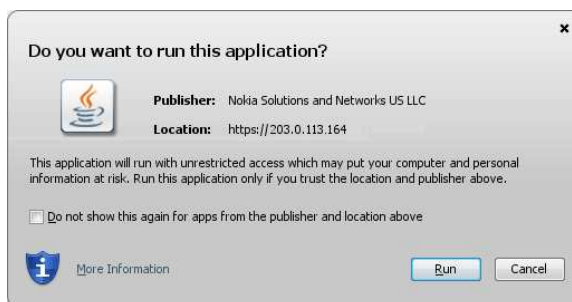 Do you want to run this application?
Publisher: Nokia Solutions and Networks US LLC
Location: https://203.0.113.164
This application will run with unrestricted access which may put your computer and personal
information at risk. Run this application only if you trust the location and publisher above.
Do not show this again for apps from the publisher and location above
More Information
Run
Cancel